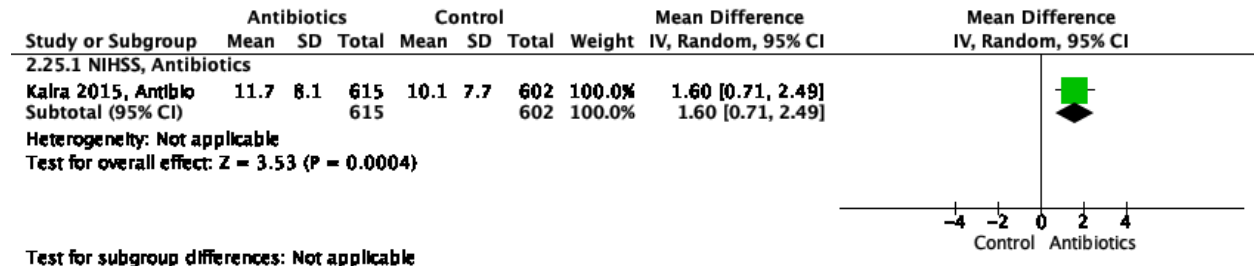 Antibiotics Control Mean Difference Mean Difference
Study or Subgroup Mean SD Total Mean SD Total Weight IV, Random, 95% CI IV, Random, 95% CI
2.25.1 NIHSS, Antibiotics
Kalra 2015, Antibio 11.7 8.1 615 10.1 7.7 602 100.0% 1.60 [0.71, 2.49]
Subtotal (95% CI) 615 602 100.0% 1.60 [0.71, 2.49]
Heterogeneity: Not applicable
Test for overall effect: Z = 3.53 (P = 0.0004)
-4 -2 0 2 4
Control Antibiotics
Test for subgroup differences: Not applicable